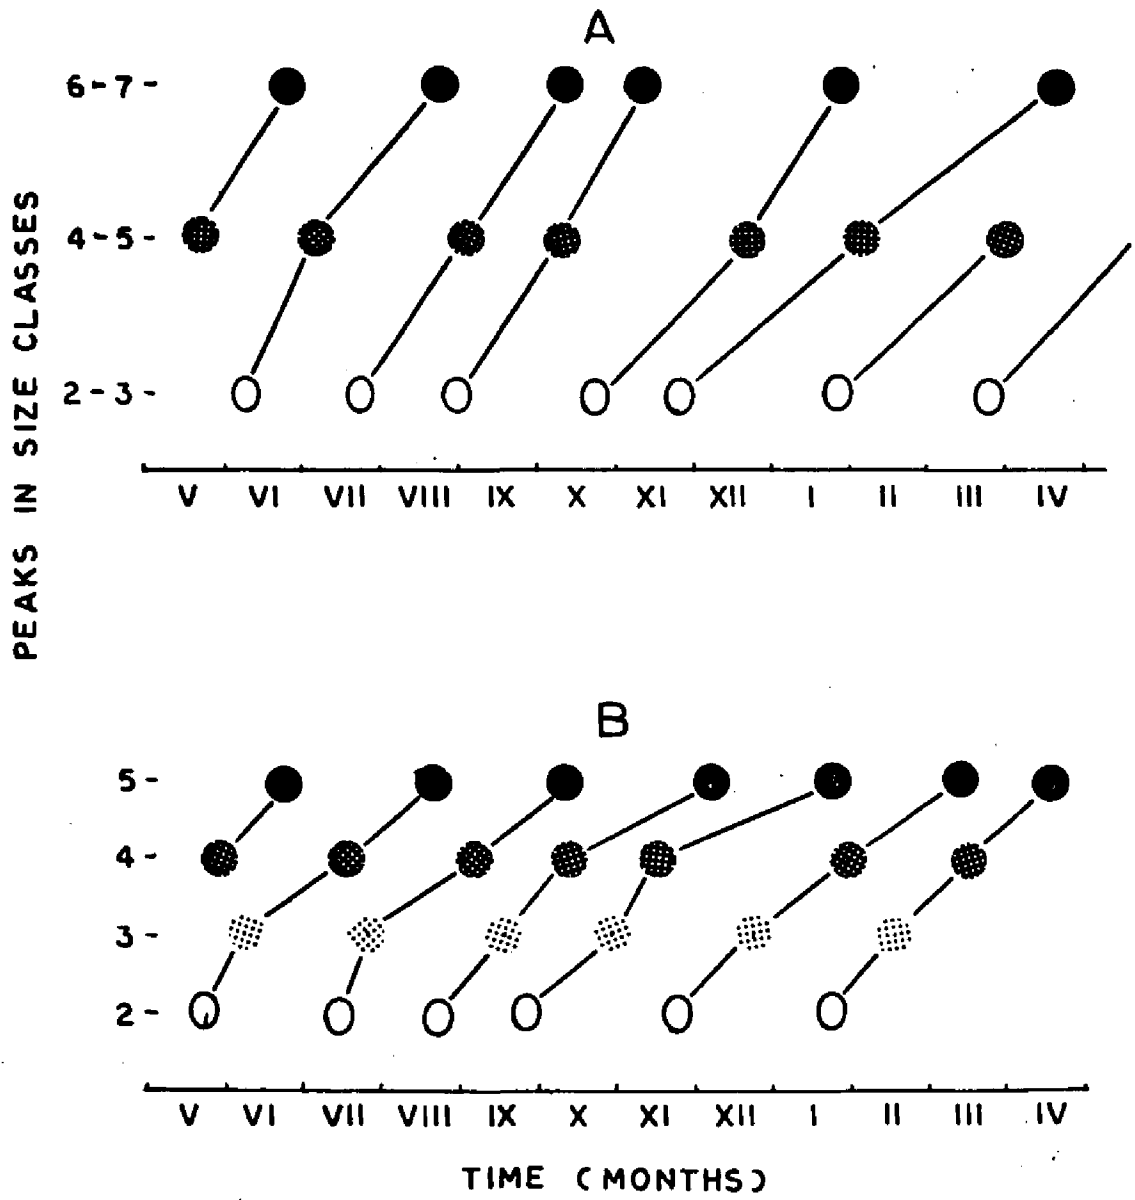 A
6-7-
4-5-
2-3-
V VI VII VIII IX X XI XII I II III IV
PEAKS IN SIZE CLASSES
B
5-
4-
3-
2-
V VI VII VIII IX X XI XII I II III IV
TIME (MONTHS)